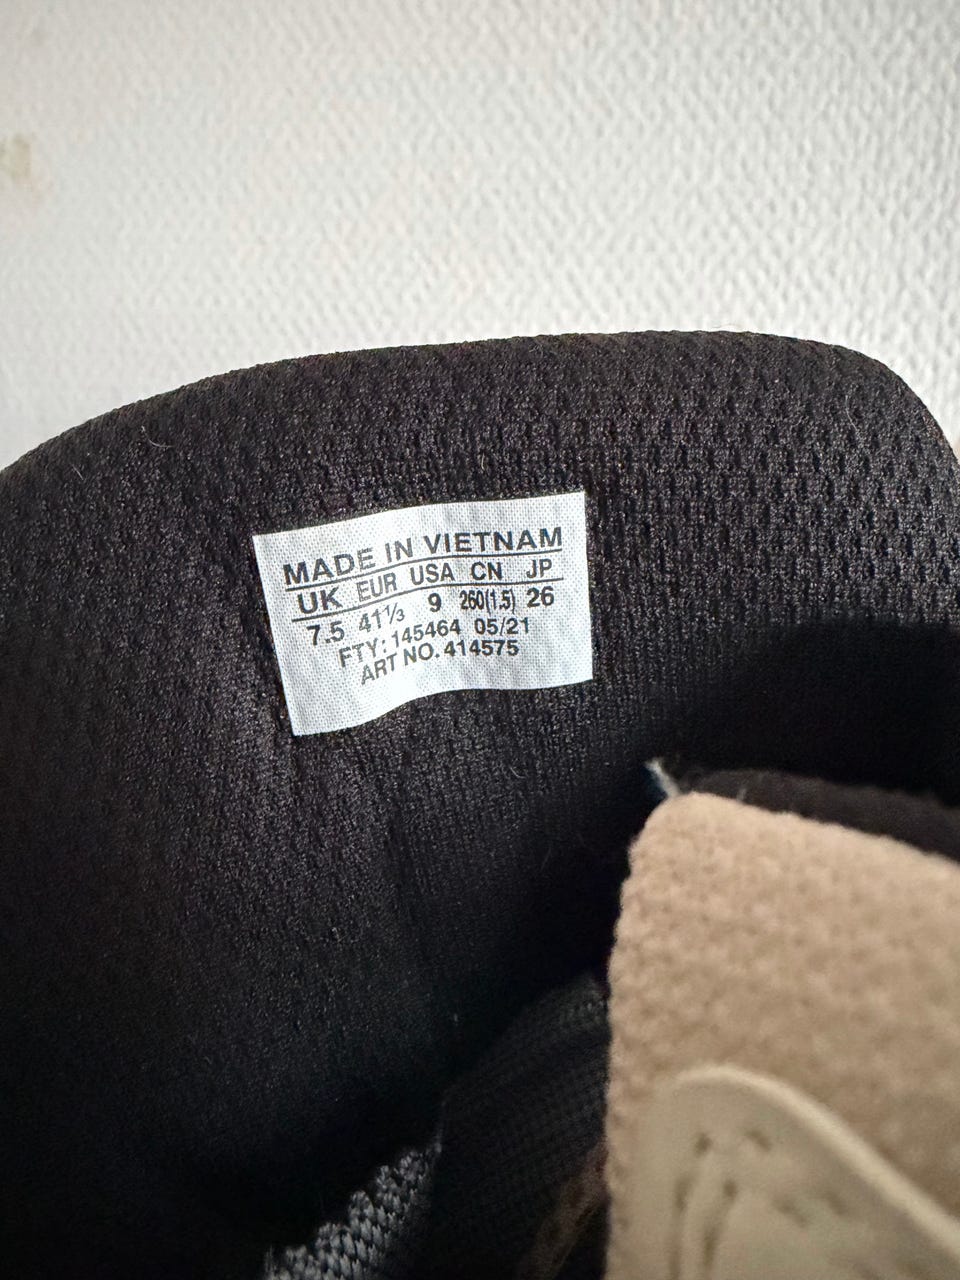 MADE IN VIETNAM
UK EUR USA CN JP
7.5 41⅓ 9 260(1.5) 26
FTY: 145464 05/21
ART NO. 414575